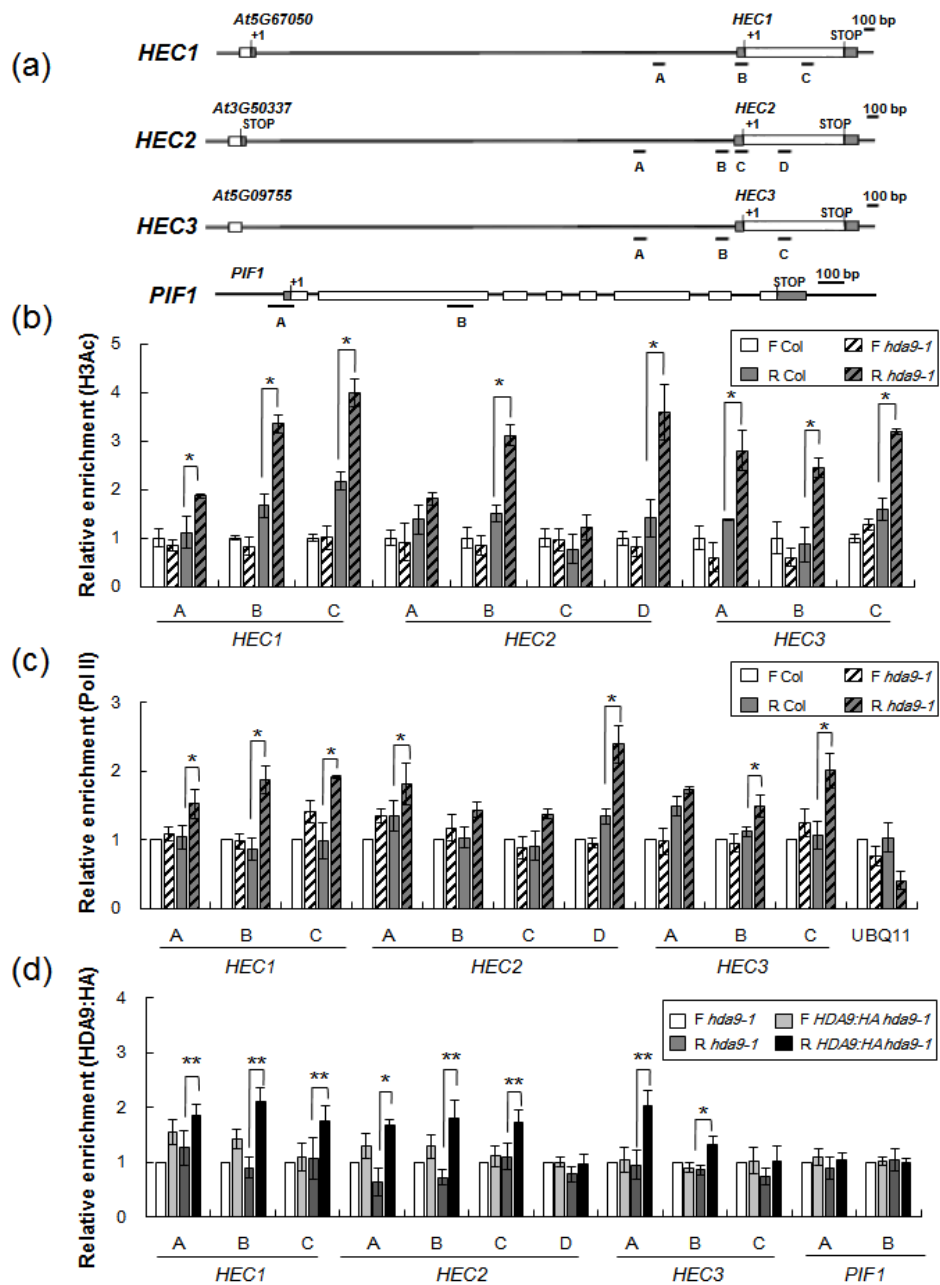 (a)
At5G67050
HEC1
100 bp
+1
+1
STOP
HEC1
A
B
C
At3G50337
HEC2
100 bp
STOP
+1
STOP
HEC2
A
B
C
D
At5G09755
HEC3
100 bp
+1
STOP
HEC3
A
B
C
PIF1
+1
STOP
100 bp
PIF1
A
B
(b)
Relative enrichment (H3Ac)
5
4
3
2
1
0
F Col
F hda9-1
R Col
R hda9-1
* * * * * * * *
A B C A B C D A B C
HEC1 HEC2 HEC3
(c)
Relative enrichment (Pol II)
3
2
1
0
F Col
F hda9-1
R Col
R hda9-1
* * * * * * *
A B C A B C D A B C UBQ11
HEC1 HEC2 HEC3
(d)
Relative enrichment (HDA9:HA)
4
3
2
1
0
F hda9-1
F HDA9:HA hda9-1
R hda9-1
R HDA9:HA hda9-1
** ** ** * ** ** ** *
A B C A B C D A B C A B
HEC1 HEC2 HEC3 PIF1